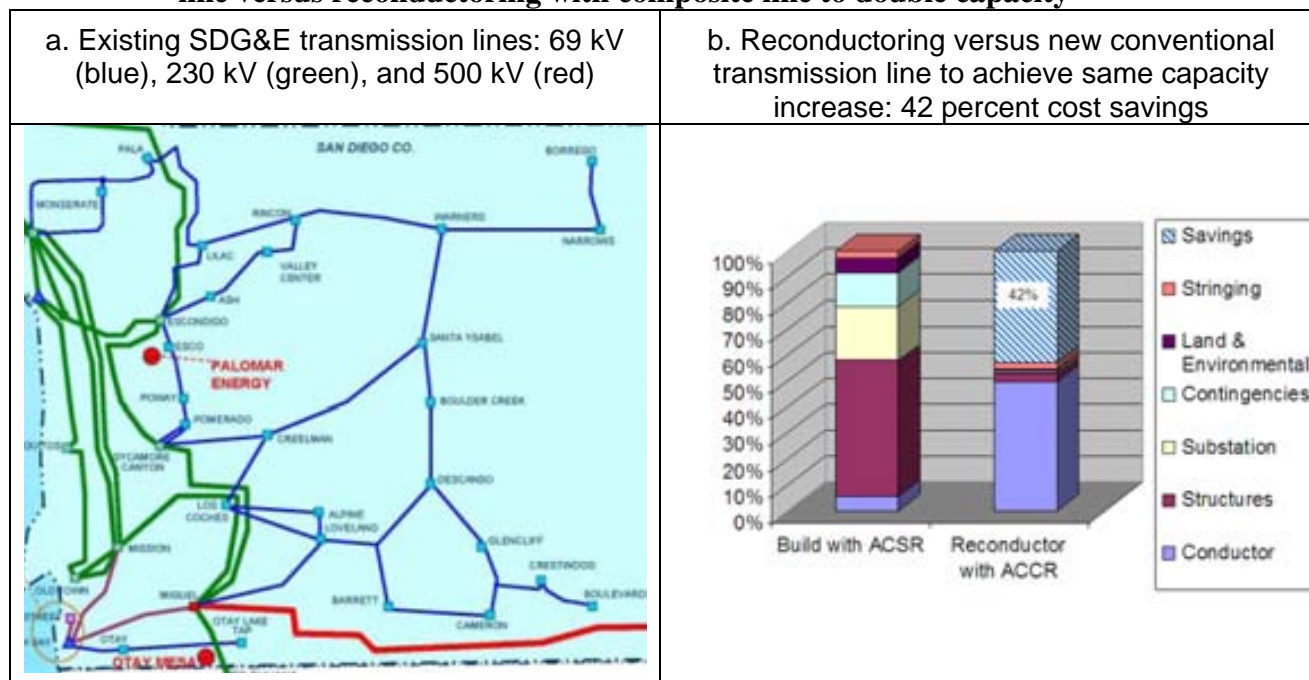 line versus reconductoring with composite line to double capacity
a. Existing SDG&E transmission lines: 69 kV
(blue), 230 kV (green), and 500 kV (red)
b. Reconductoring versus new conventional
transmission line to achieve same capacity
increase: 42 percent cost savings
SAN DIEGO CO.
PALA
BORREGO
MONSERATE
RINCON
WARNERS
NARROWS
LILAC
VALLEY
CENTER
ASH
ESCONDIDO
ESCO
SANTA YSABEL
PALOMAR
ENERGY
POWAY
BOULDER CREEK
POMERADO
CREELMAN
SYCAMORE
CANYON
DESCANSO
LOS
COCHES
ALPINE
LOVELAND
MISSION
GLENCLIFF
CRESTWOOD
OLD TOWN
MIGUEL
BARRETT
BOULEVARD
CAMERON
OTAY LAKE
TAP
OTAY
OTAY MESA
100%
90%
80%
70%
60%
50%
40%
30%
20%
10%
0%
42%
Build with ACSR
Reconductor
with ACCR
Savings
Stringing
Land &
Environmental
Contingencies
Substation
Structures
Conductor